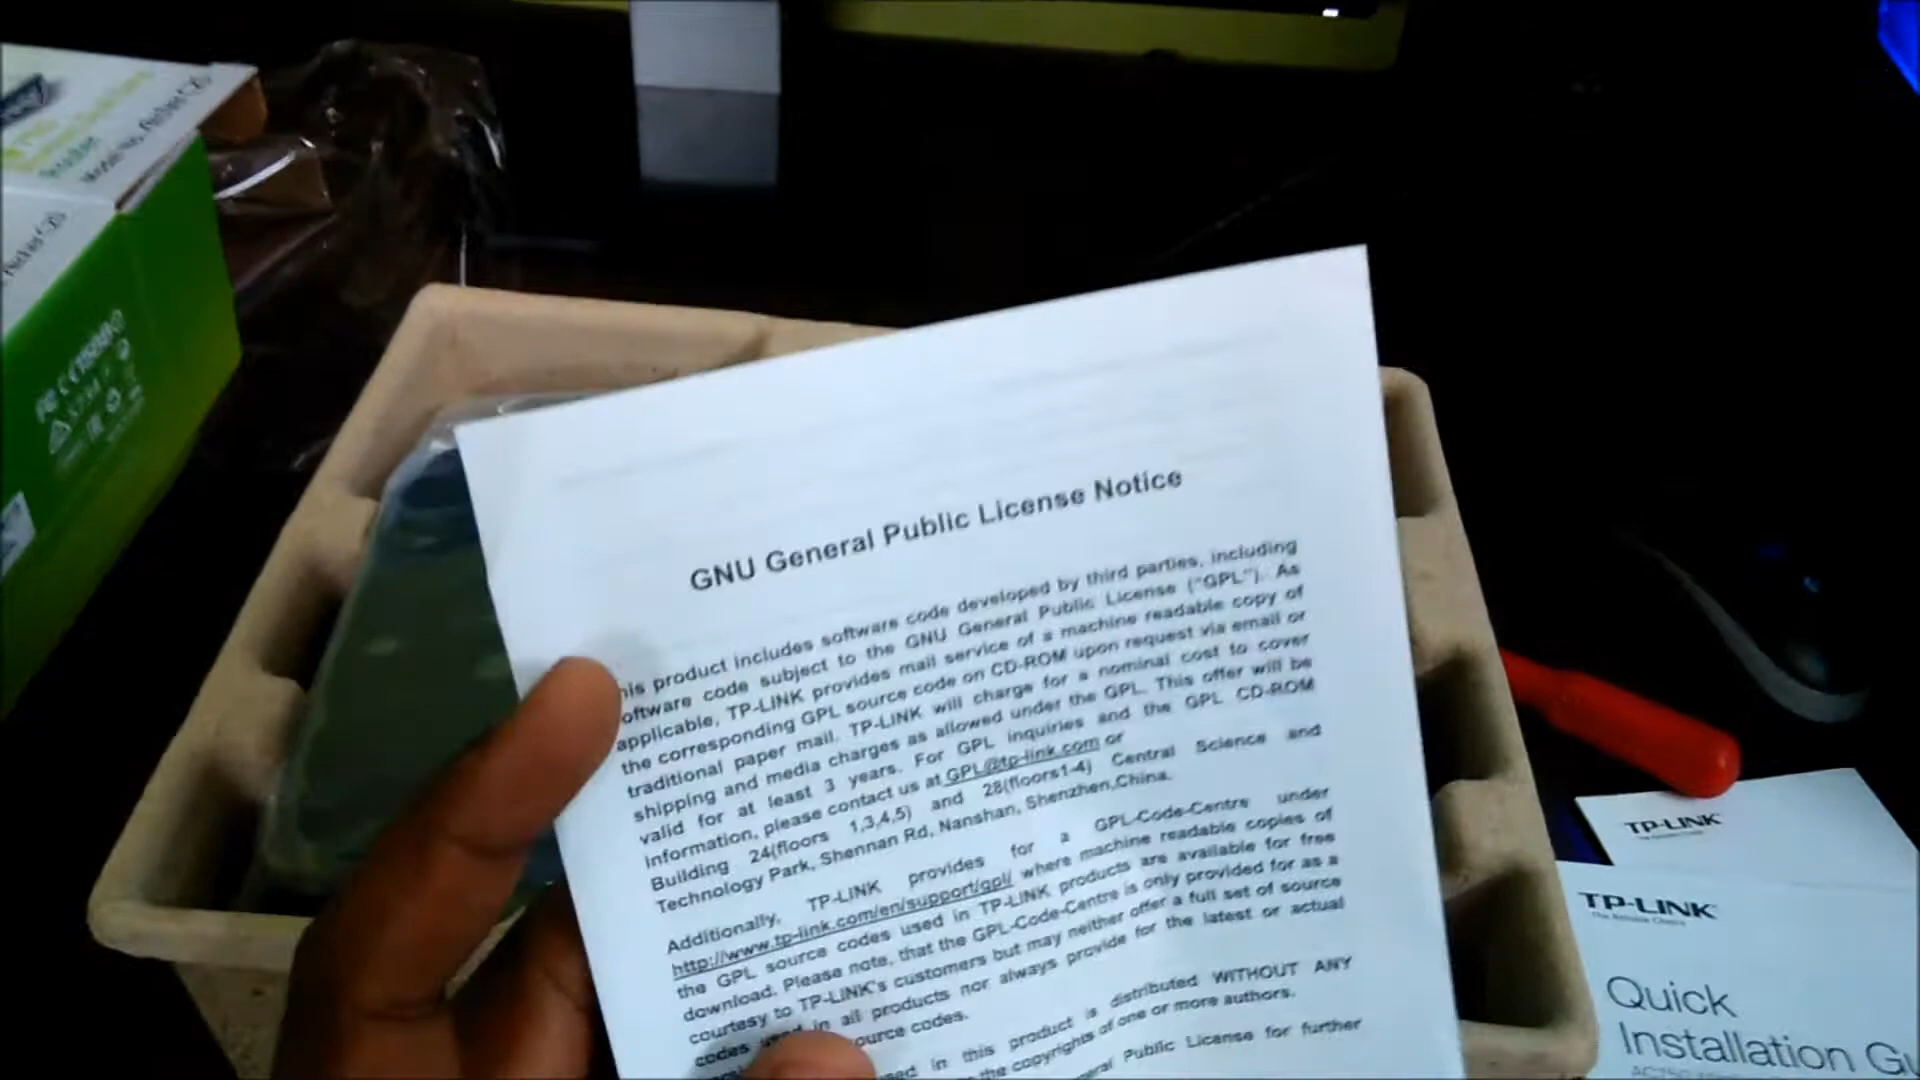 Archer C20
Archer C20
GNU General Public License Notice
his product includes software code developed by third parties, including
oftware code subject to the GNU General Public License ("GPL"). As
applicable, TP-LINK provides mail service of a machine readable copy of
the corresponding GPL source code on CD-ROM upon request via email or
traditional paper mail. TP-LINK will charge for a nominal cost to cover
shipping and media charges as allowed under the GPL. This offer will be
valid for at least 3 years. For GPL inquiries and the GPL CD-ROM
information, please contact us at GPL@tp-link.com or
Building 24(floors 1,3,4,5) and 28(floors1-4) Central Science and
Technology Park, Shennan Rd, Nanshan, Shenzhen,China.
Additionally, TP-LINK provides for a GPL-Code-Centre under
http://www.tp-link.com/en/support/gpl/ where machine readable copies of
the GPL source codes used in TP-LINK products are available for free
download. Please note, that the GPL-Code-Centre is only provided for as a
courtesy to TP-LINK's customers but may neither offer a full set of source
codes used in all products nor always provide for the latest or actual
ource codes.
sed in this product is distributed WITHOUT ANY
the copyrights of one or more authors.
eral Public License for further
TP-LINK
TP-LINK
The Reliable Choice
Quick
Installation Gu